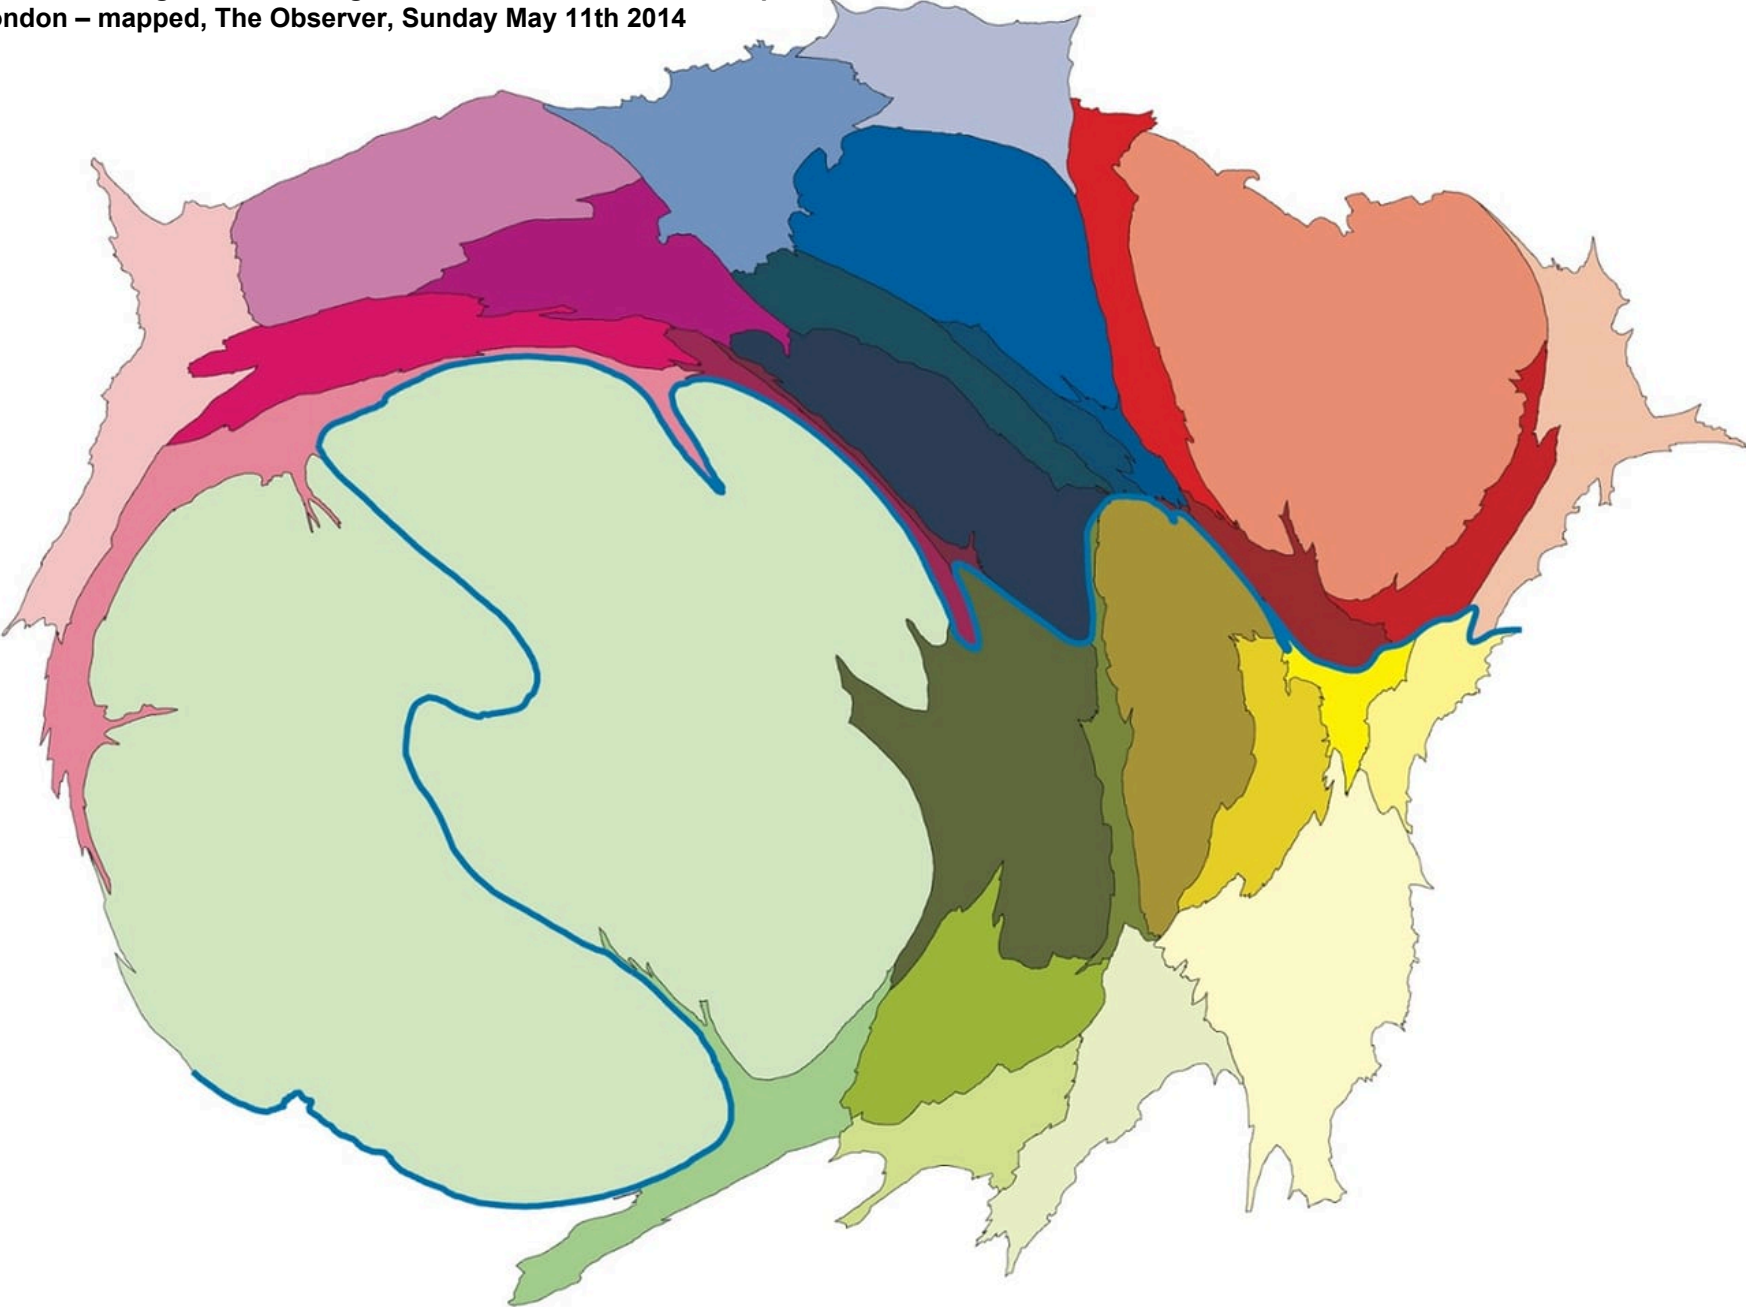 ondon – mapped, The Observer, Sunday May 11th 2014